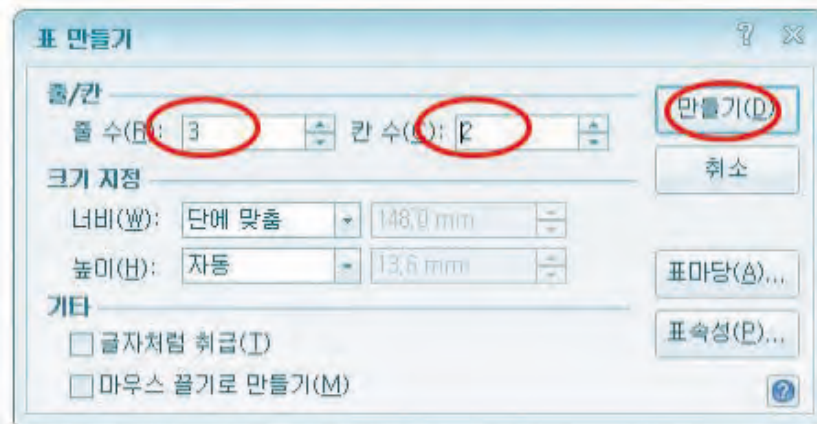 표 만들기
줄/칸
줄 수(R): 3 칸 수(C): 2
만들기(D)
취소
크기 지정
너비(W): 단에 맞춤 148.0 mm
높이(H): 자동 13.6 mm
표마당(A)...
기타
표속성(P)...
글자처럼 취급(T)
마우스 끌기로 만들기(M)